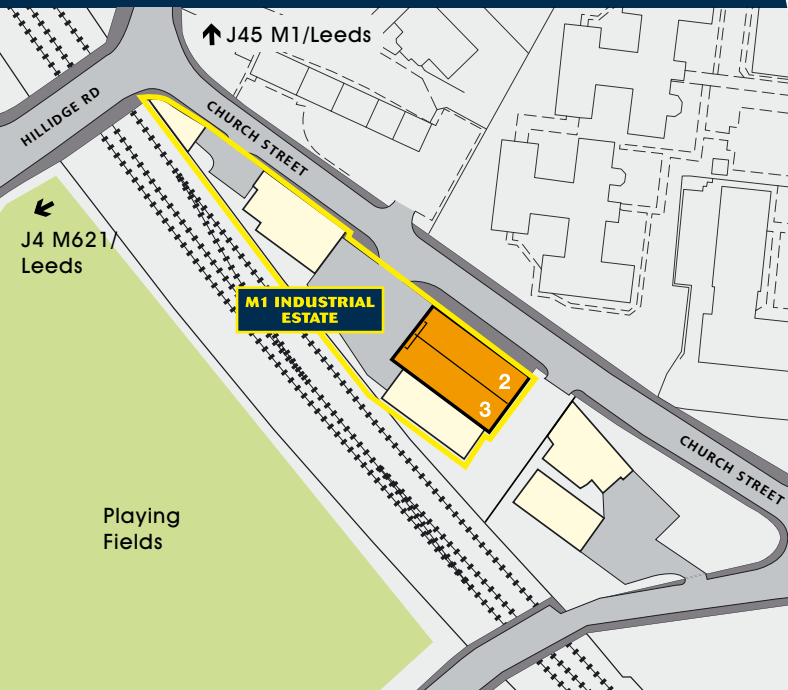 J45 M1/Leeds
HILLIDGE RD
CHURCH STREET
J4 M621/
Leeds
M1 INDUSTRIAL
ESTATE
2
3
CHURCH STREET
Playing
Fields